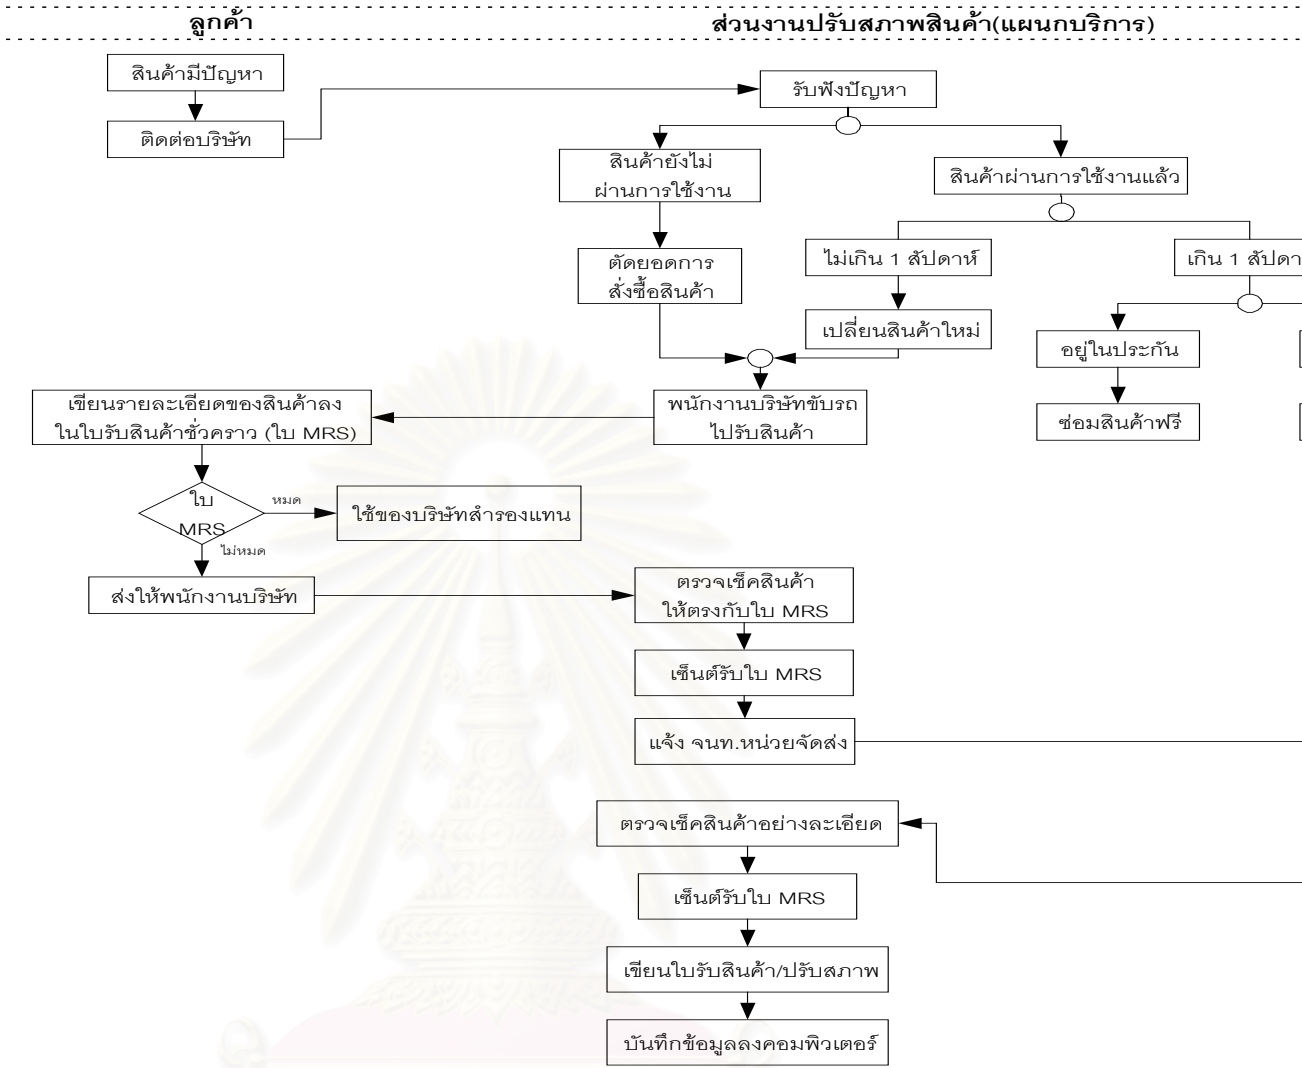 ลูกค้า
ส่วนงานปรับสภาพสินค้า(แผนกบริการ)
สินค้ามีปัญหา
ติดต่อบริษัท
รับฟังปัญหา
สินค้ายังไม่
ผ่านการใช้งาน
สินค้าผ่านการใช้งานแล้ว
ตัดยอดการ
สั่งซื้อสินค้า
ไม่เกิน 1 สัปดาห์
เกิน 1 สัปดา
เปลี่ยนสินค้าใหม่
อยู่ในประกัน
ซ่อมสินค้าฟรี
พนักงานบริษัทขับรถ
ไปรับสินค้า
เขียนรายละเอียดของสินค้าลง
ในใบรับสินค้าชั่วคราว (ใบ MRS)
ใบ
MRS
หมด
ใช้ของบริษัทสำรองแทน
ไม่หมด
ส่งให้พนักงานบริษัท
ตรวจเช็คสินค้า
ให้ตรงกับใบ MRS
เซ็นต์รับใบ MRS
แจ้ง จนท.หน่วยจัดส่ง
ตรวจเช็คสินค้าอย่างละเอียด
เซ็นต์รับใบ MRS
เขียนใบรับสินค้า/ปรับสภาพ
บันทึกข้อมูลลงคอมพิวเตอร์